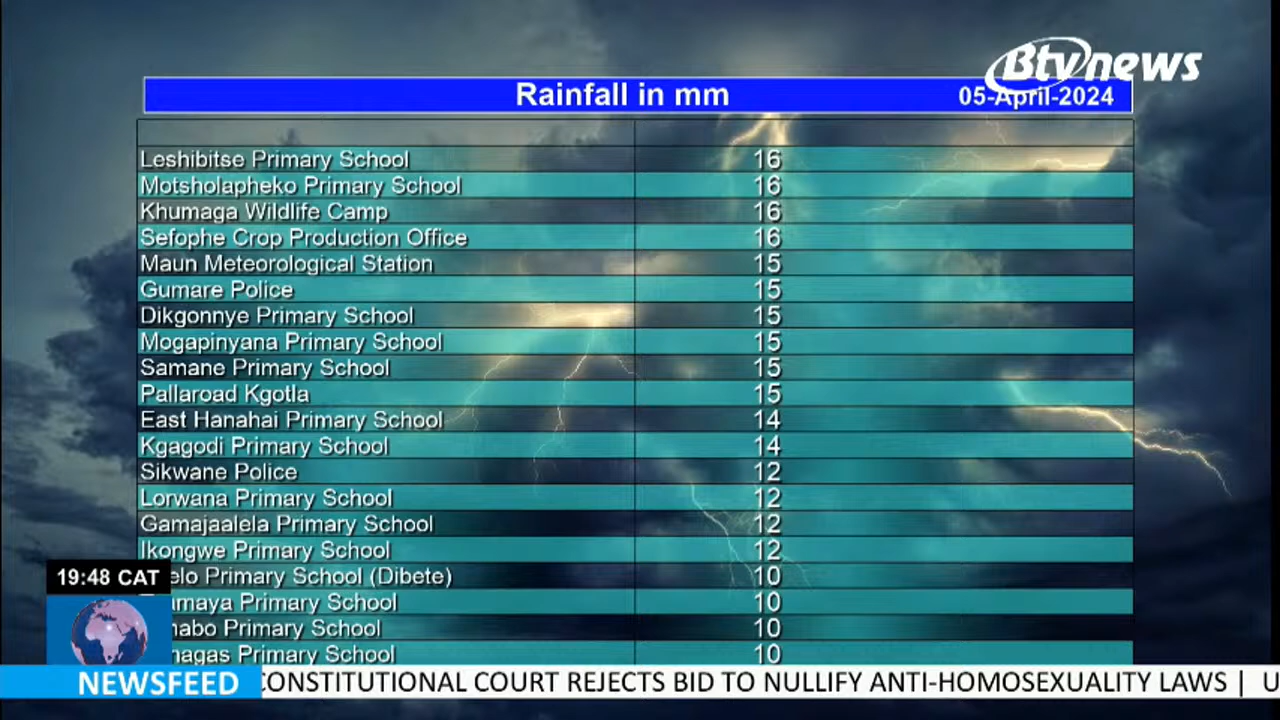 Btv news
Rainfall in mm 05-April-2024
Leshibitse Primary School 16
Motsholapheko Primary School 16
Khumaga Wildlife Camp 16
Sefophe Crop Production Office 16
Maun Meteorological Station 15
Gumare Police 15
Dikgonnye Primary School 15
Mogapinyana Primary School 15
Samane Primary School 15
Pallaroad Kgotla 15
East Hanahai Primary School 14
Kgagodi Primary School 14
Sikwane Police 12
Lorwana Primary School 12
Gamajaalela Primary School 12
Ikongwe Primary School 12
Primary School (Dibete) 10
Primary School 10
Primary School 10
Primary School 10
19:48 CAT
NEWSFEED CONSTITUTIONAL COURT REJECTS BID TO NULLIFY ANTI-HOMOSEXUALITY LAWS | U